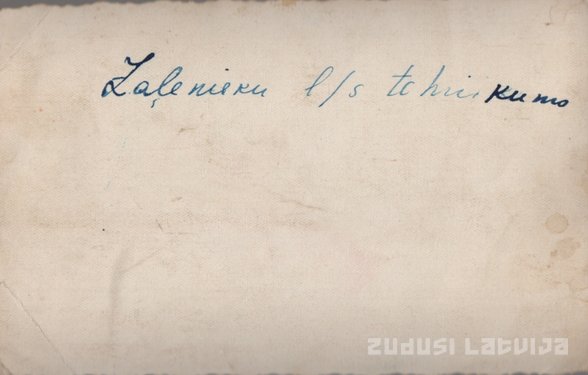 Zaļenieku l/s tehnikums
ZUDUSI LATVIJA